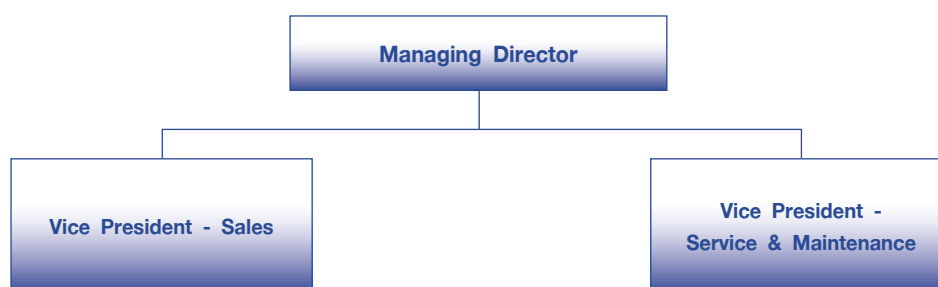 Managing Director
Vice President - Sales
Vice President -
Service & Maintenance